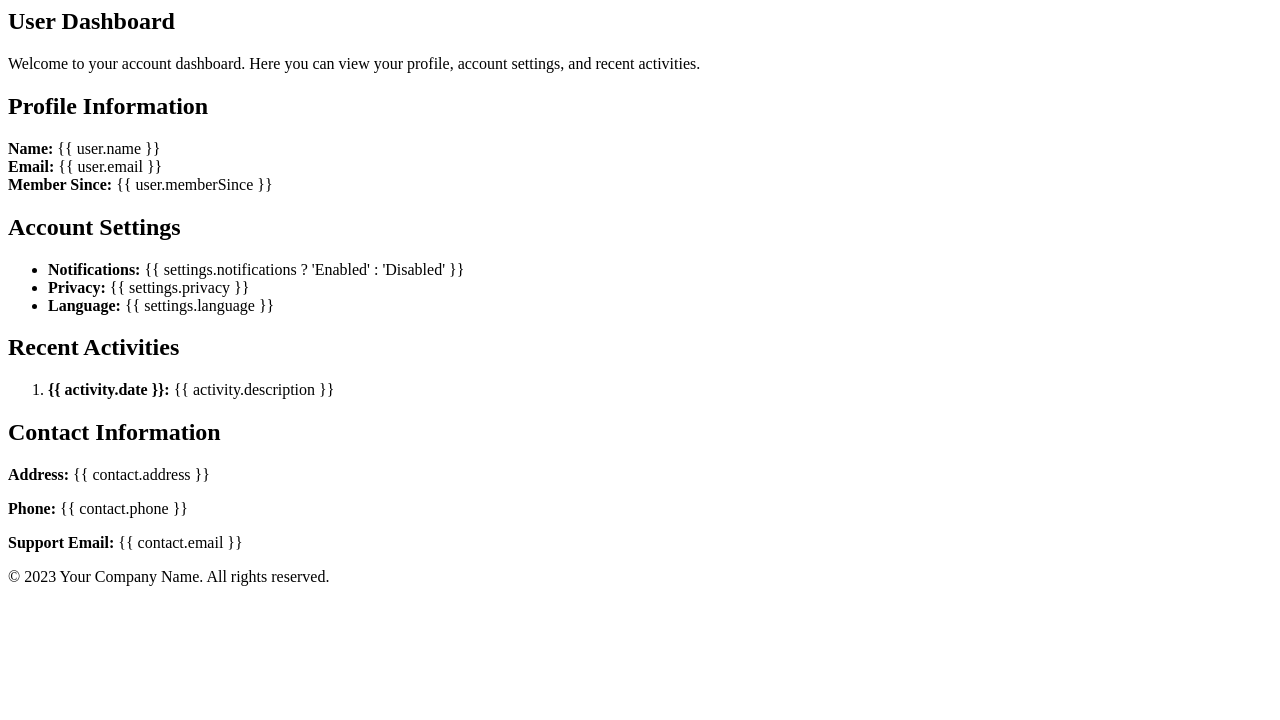 User Dashboard
Welcome to your account dashboard. Here you can view your profile, account settings, and recent activities.
Profile Information
Name: {{ user.name }}
Email: {{ user.email }}
Member Since: {{ user.memberSince }}
Account Settings
• Notifications: {{ settings.notifications ? 'Enabled' : 'Disabled' }}
• Privacy: {{ settings.privacy }}
• Language: {{ settings.language }}
Recent Activities
1. {{ activity.date }}: {{ activity.description }}
Contact Information
Address: {{ contact.address }}
Phone: {{ contact.phone }}
Support Email: {{ contact.email }}
© 2023 Your Company Name. All rights reserved.